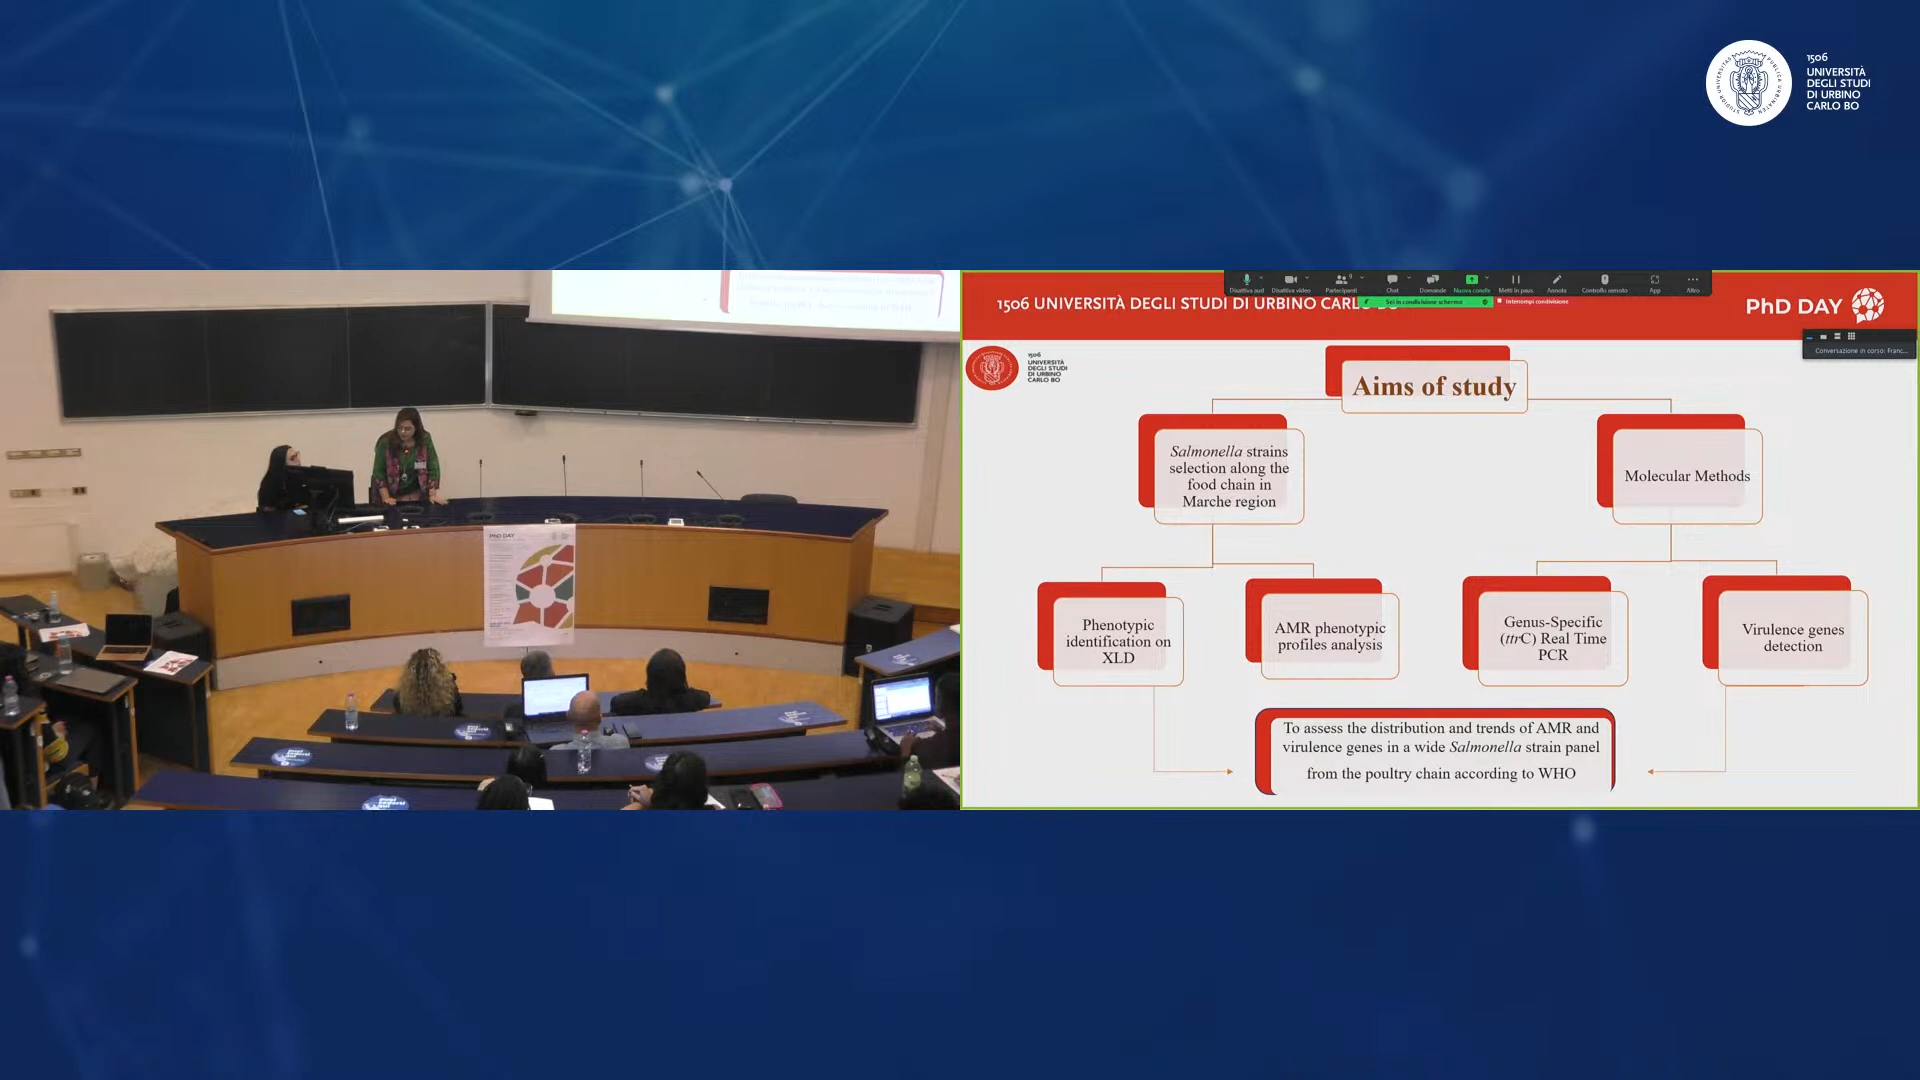 1506
UNIVERSITÀ
DEGLI STUDI
DI URBINO
CARLO BO
PhD DAY
1506 UNIVERSITÀ DEGLI STUDI DI URBINO CARL
Disattiva aud
Disattiva video
Partecipanti
9
Chat
Domande
Nuova condiv
Metti in paus
Annota
Controllo remoto
App
Altro
Sei in condivisione schermo
Interrompi condivisione
PhD DAY
Conversazione in corso: Franc...
1506
UNIVERSITÀ
DEGLI STUDI
DI URBINO
CARLO BO
Aims of study
Salmonella strains
selection along the
food chain in
Marche region
Molecular Methods
Phenotypic
identification on
XLD
AMR phenotypic
profiles analysis
Genus-Specific
(ttrC) Real Time
PCR
Virulence genes
detection
To assess the distribution and trends of AMR and
virulence genes in a wide Salmonella strain panel
from the poultry chain according to WHO